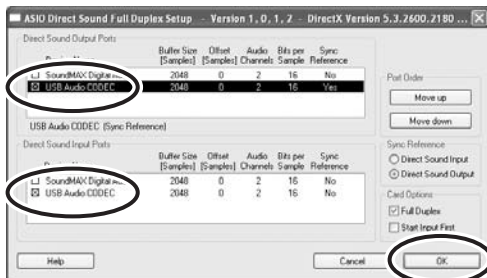 ASIO Direct Sound Full Duplex Setup - Version 1, 0, 1, 2 - DirectX Version 5.3.2600.2180 ...
Direct Sound Output Ports
Buffer Size Offset Audio Bits per Sync
[Samples] [Samples] Channels Sample Reference
SoundMAX Digital 2048 0 2 16 No
USB Audio CODEC 2048 0 2 16 Yes
USB Audio CODEC (Sync Reference)
Direct Sound Input Ports
Buffer Size Offset Audio Bits per Sync
[Samples] [Samples] Channels Sample Reference
SoundMAX Digital 2048 0 2 16 No
USB Audio CODEC 2048 0 2 16 No
Port Order
Move up
Move down
Sync Reference
Direct Sound Input
Direct Sound Output
Card Options
Full Duplex
Start Input First
Help
Cancel
OK